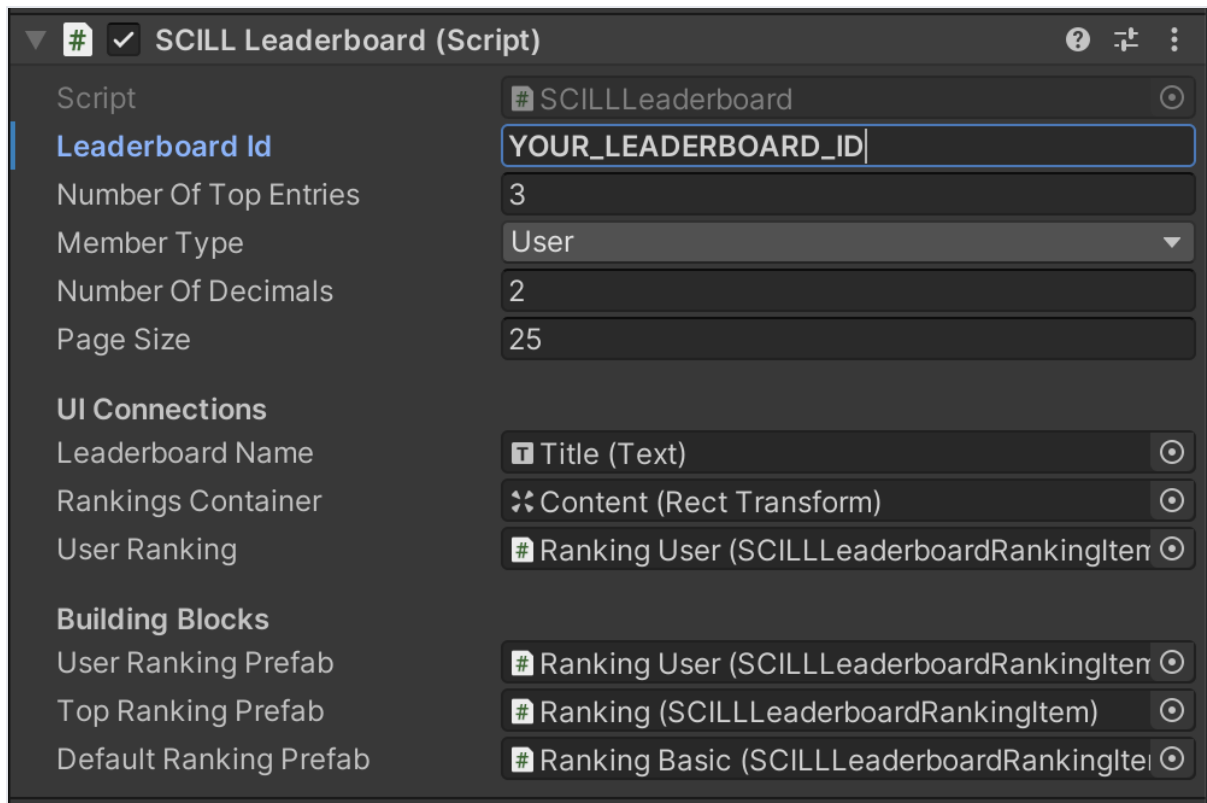 SCILL Leaderboard (Script)
Script # SCILLLeaderboard
Leaderboard Id YOUR_LEADERBOARD_ID
Number Of Top Entries 3
Member Type User
Number Of Decimals 2
Page Size 25
UI Connections
Leaderboard Name T Title (Text)
Rankings Container Content (Rect Transform)
User Ranking # Ranking User (SCILLLeaderboardRankingItem
Building Blocks
User Ranking Prefab # Ranking User (SCILLLeaderboardRankingItem
Top Ranking Prefab # Ranking (SCILLLeaderboardRankingItem)
Default Ranking Prefab # Ranking Basic (SCILLLeaderboardRankingIte